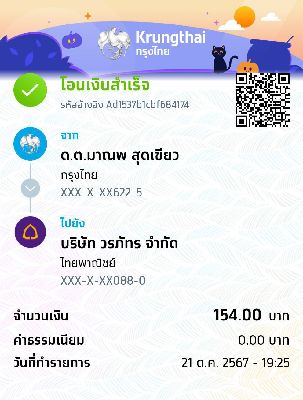 Krungthai
กรุงไทย
โอนเงินสำเร็จ
รหัสอ้างอิง Ad1537b1cbf684174
จาก
ด.ต.มาณพ สุดเขียว
กรุงไทย
XXX-X-XX622-5
ไปยัง
บริษัท วรภัทร จำกัด
ไทยพาณิชย์
XXX-X-XX088-0
จำนวนเงิน 154.00 บาท
ค่าธรรมเนียม 0.00 บาท
วันที่ทำรายการ 21 ต.ค. 2567 - 19:25